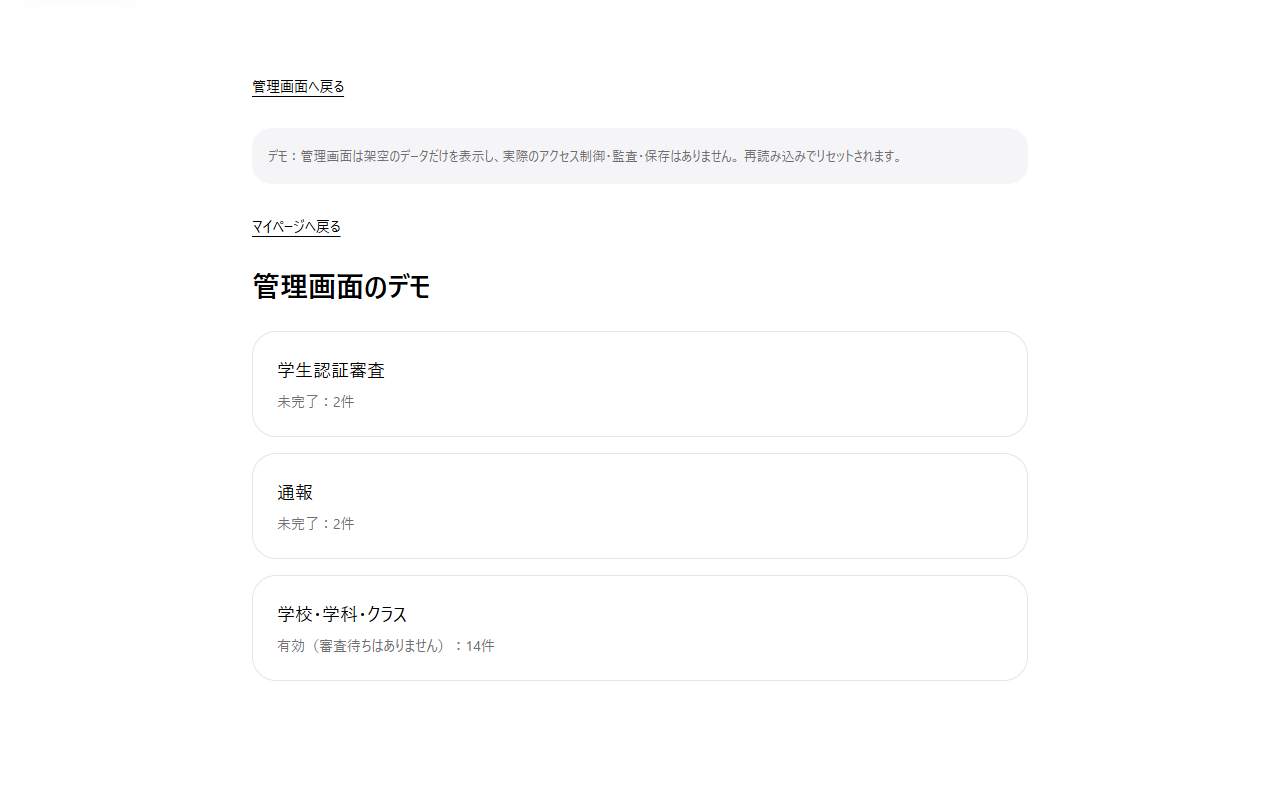 管理画面へ戻る
デモ：管理画面は架空のデータだけを表示し、実際のアクセス制御・監査・保存はありません。再読み込みでリセットされます。
マイページへ戻る
管理画面のデモ
学生認証審査
未完了：2件
通報
未完了：2件
学校・学科・クラス
有効（審査待ちはありません）：14件